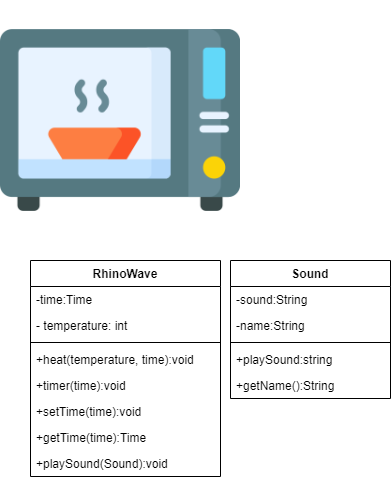 RhinoWave
-time:Time
- temperature: int
+heat(temperature, time):void
+timer(time):void
+setTime(time):void
+getTime(time):Time
+playSound(Sound):void
Sound
-sound:String
-name:String
+playSound:string
+getName():String